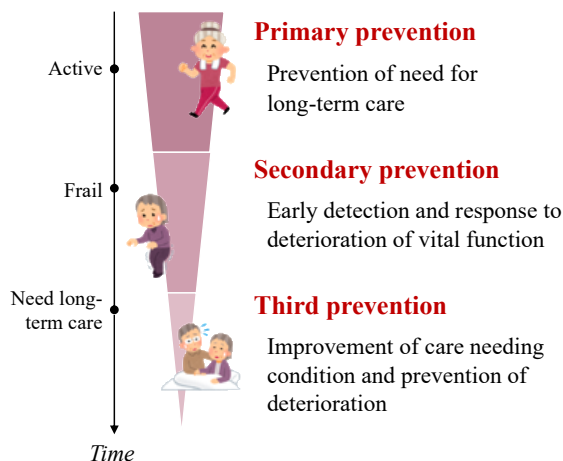 Primary prevention
Active
Prevention of need for
long-term care
Secondary prevention
Frail
Early detection and response to
deterioration of vital function
Need long-
term care
Third prevention
Improvement of care needing
condition and prevention of
deterioration
Time